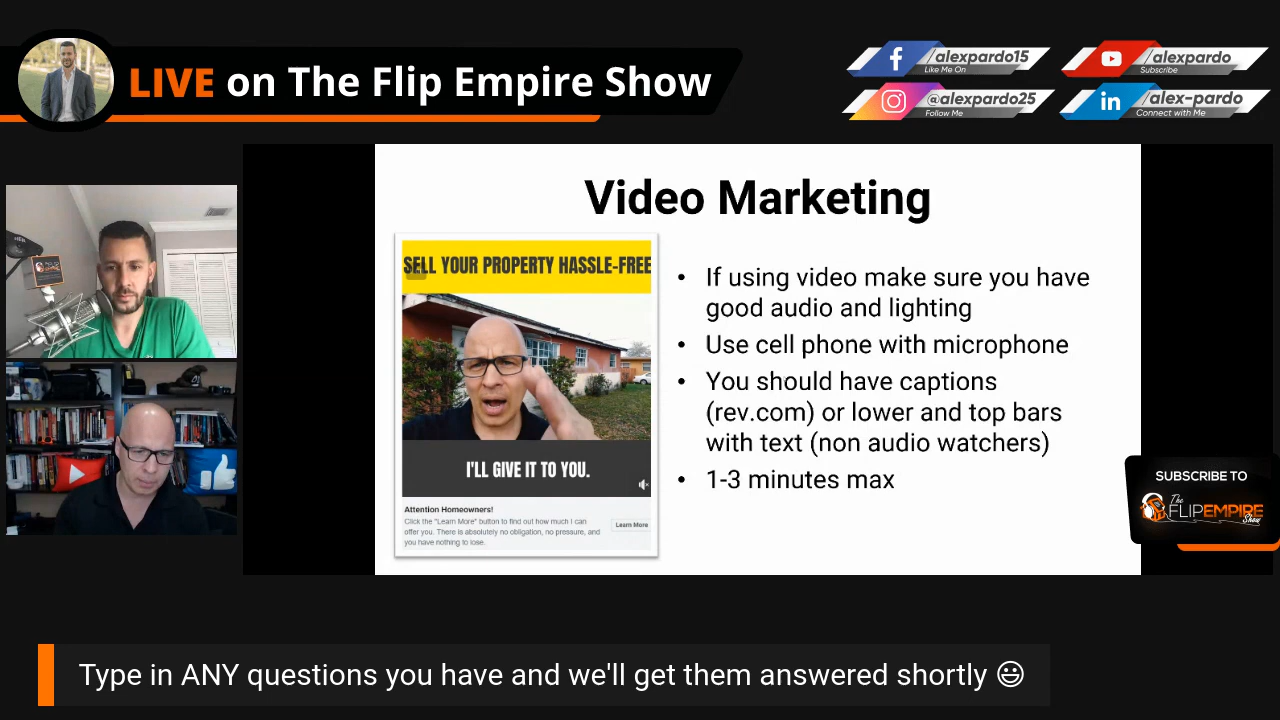 LIVE on The Flip Empire Show
/alexpardo15
Like Me On
/alexpardo
Subscribe
@alexpardo25
Follow Me
/alex-pardo
Connect with Me
Video Marketing
SELL YOUR PROPERTY HASSLE-FREE
I'LL GIVE IT TO YOU.
Attention Homeowners!
Click the "Learn More" button to find out how much I can
offer you. There is absolutely no obligation, no pressure, and
you have nothing to lose.
Learn More
• If using video make sure you have
good audio and lighting
• Use cell phone with microphone
• You should have captions
(rev.com) or lower and top bars
with text (non audio watchers)
• 1-3 minutes max
SUBSCRIBE TO
The
FLIPEMPIRE
Show
Type in ANY questions you have and we'll get them answered shortly 😃